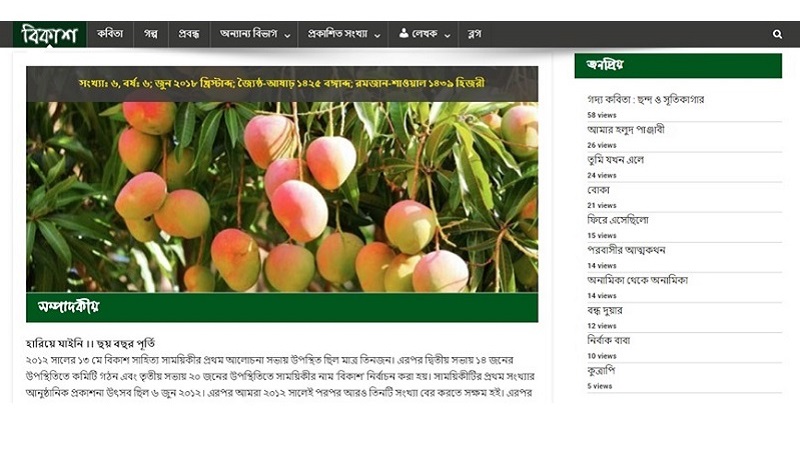 বিকাশ কবিতা গল্প প্রবন্ধ অন্যান্য বিভাগ প্রকাশিত সংখ্যা লেখক ব্লগ
সংখ্যাঃ ৬, বর্ষঃ ৬; জুন ২০১৮ খ্রিস্টাব্দ; জ্যৈষ্ঠ-আষাঢ় ১৪২৫ বঙ্গাব্দ; রমজান-শাওয়াল ১৪৩৯ হিজরী
সম্পাদকীয়
হারিয়ে যাইনি ।। ছয় বছর পূর্তি
২০১২ সালের ১৩ মে বিকাশ সাহিত্য সাময়িকীর প্রথম আলোচনা সভায় উপস্থিত ছিল মাত্র তিনজন। এরপর দ্বিতীয় সভায় ১৪ জনের
উপস্থিতিতে কমিটি গঠন এবং তৃতীয় সভায় ২০ জনের উপস্থিতিতে সাময়িকীর নাম 'বিকাশ' নির্বাচন করা হয়। সাময়িকীটির প্রথম সংখ্যার
আনুষ্ঠানিক প্রকাশনা উৎসব ছিল ৬ জুন ২০১২। এরপর আমরা ২০১২ সালেই পরপর আরও তিনটি সংখ্যা বের করতে সক্ষম হই। এরপর
জনপ্রিয়
গদ্য কবিতা : ছন্দ ও সূতিকাগার
58 views
আমার হলুদ পাঞ্জাবী
26 views
তুমি যখন এলে
24 views
বোকা
21 views
ফিরে এসেছিলো
15 views
পরবাসীর আত্মকথন
14 views
অনামিকা থেকে অনামিকা
14 views
বন্ধ দুয়ার
12 views
নির্বাক বাবা
10 views
কুত্রাপি
5 views